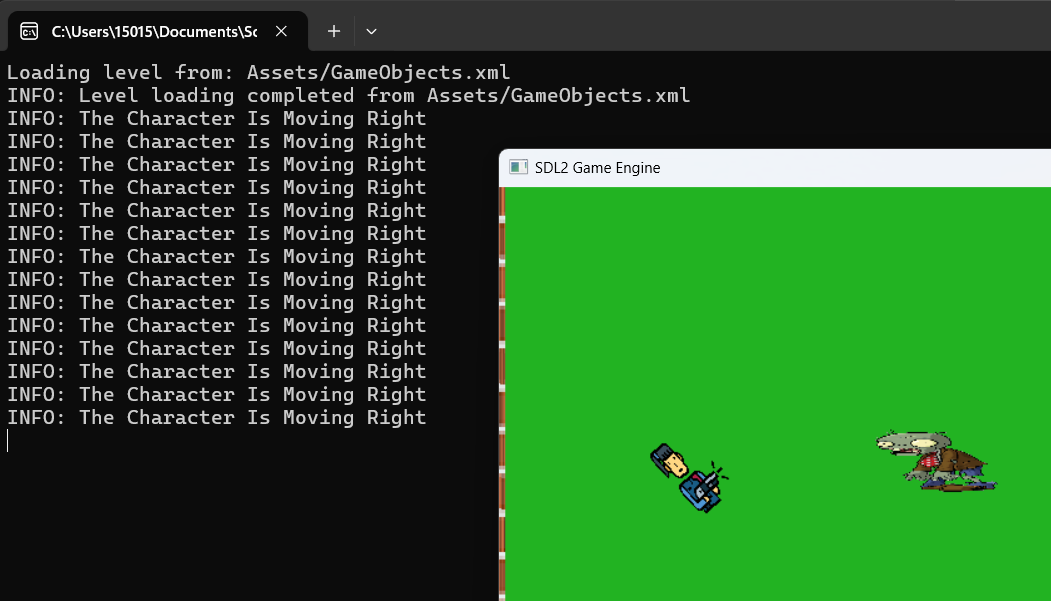 C:\Users\15015\Documents\Sc
Loading level from: Assets/GameObjects.xml
INFO: Level loading completed from Assets/GameObjects.xml
INFO: The Character Is Moving Right
INFO: The Character Is Moving Right
INFO: The Character Is Moving Right
INFO: The Character Is Moving Right
INFO: The Character Is Moving Right
INFO: The Character Is Moving Right
INFO: The Character Is Moving Right
INFO: The Character Is Moving Right
INFO: The Character Is Moving Right
INFO: The Character Is Moving Right
INFO: The Character Is Moving Right
INFO: The Character Is Moving Right
INFO: The Character Is Moving Right
INFO: The Character Is Moving Right
SDL2 Game Engine